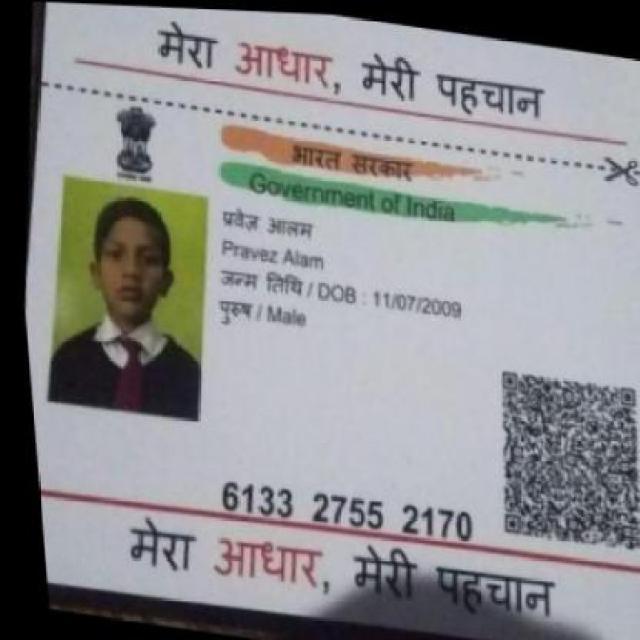 मेरा आधार, मेरी पहचान
भारत सरकार
Government of India
प्रवेज़ आलम
Pravez Alam
जन्म तिथि / DOB : 11/07/2009
पुरुष / Male
6133 2755 2170
मेरा आधार, मेरी पहचान